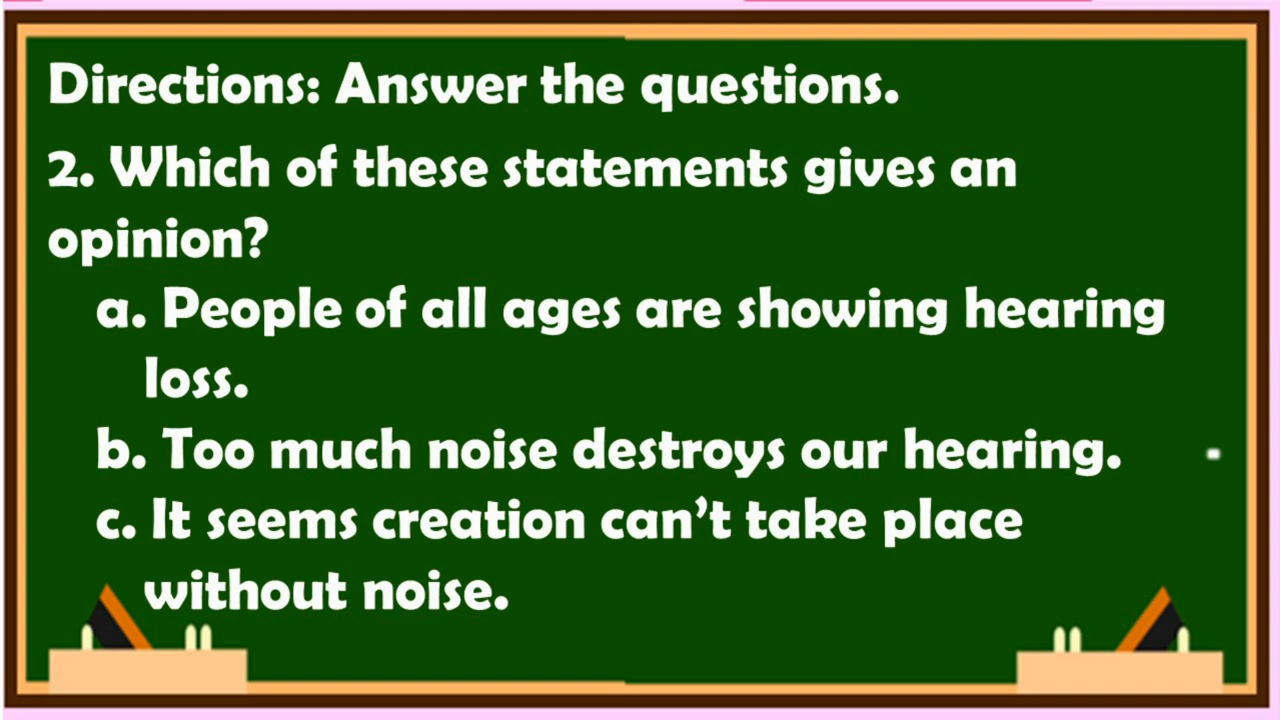 Directions: Answer the questions.
2. Which of these statements gives an
opinion?
a. People of all ages are showing hearing
loss.
b. Too much noise destroys our hearing.
c. It seems creation can’t take place
without noise.